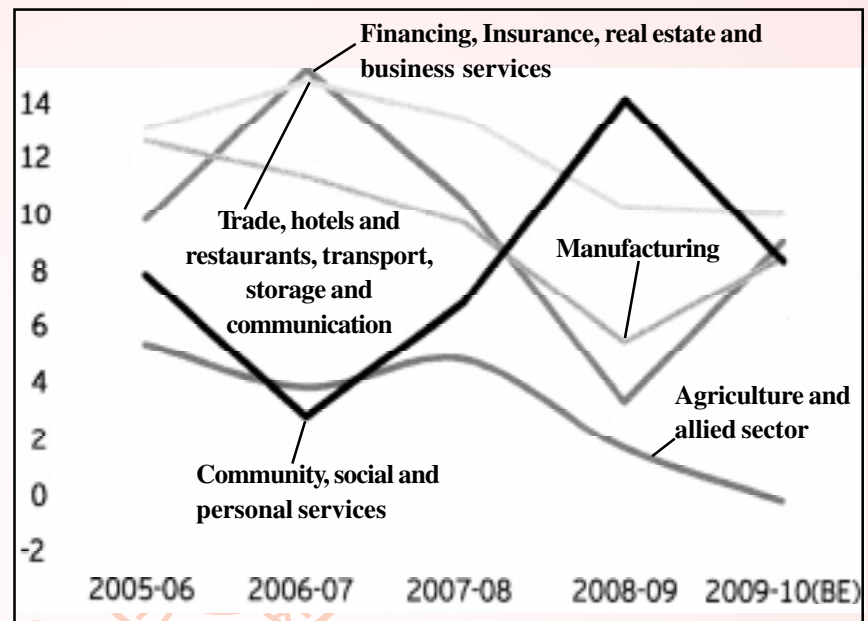 Financing, Insurance, real estate and
business services
14
12
10
8
6
4
2
0
-2
Trade, hotels and
restaurants, transport,
storage and
communication
Manufacturing
Agriculture and
allied sector
Community, social and
personal services
2005-06 2006-07 2007-08 2008-09 2009-10(BE)